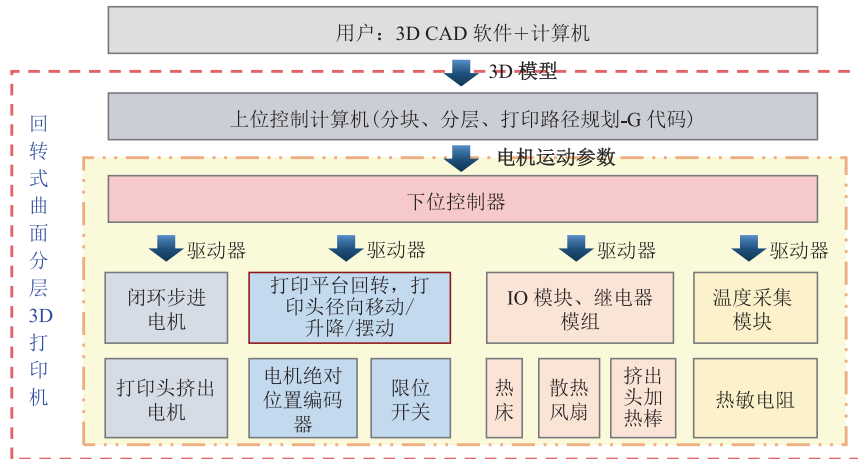 用户：3D CAD 软件＋计算机
3D 模型
上位控制计算机(分块、分层、打印路径规划-G 代码)
电机运动参数
下位控制器
驱动器
驱动器
驱动器
驱动器
闭环步进
电机
打印平台回转，打
印头径向移动/
升降/摆动
IO 模块、继电器
模组
温度采集
模块
打印头挤出
电机
电机绝对
位置编码
器
限位
开关
热
床
散热
风扇
挤出
头加
热棒
热敏电阻
回
转
式
曲
面
分
层
3D
打
印
机